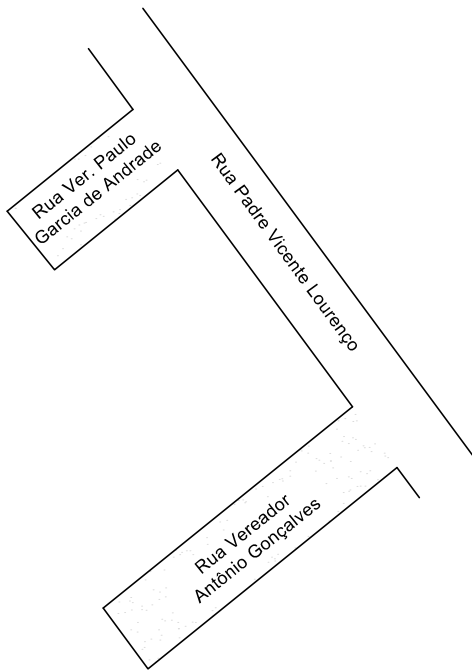 Rua Ver. Paulo
Garcia de Andrade
Rua Padre Vicente Lourenço
Rua Vereador
Antônio Gonçalves